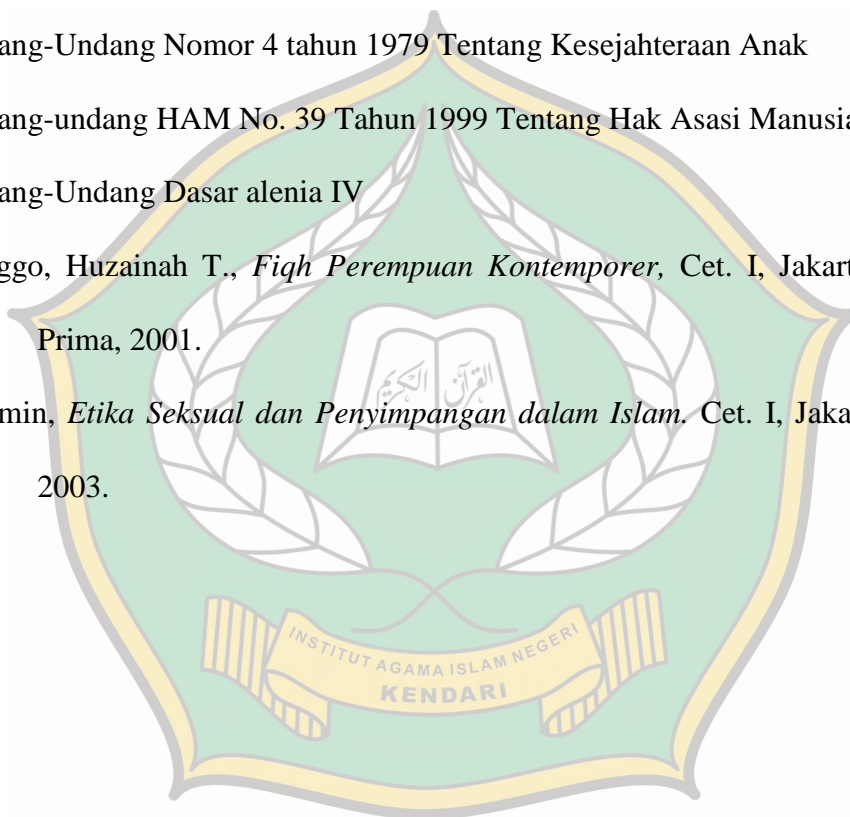 ang-Undang Nomor 4 tahun 1979 Tentang Kesejahteraan Anak
ang-undang HAM No. 39 Tahun 1999 Tentang Hak Asasi Manusia
ang-Undang Dasar alenia IV
ggo, Huzainah T., Fiqh Perempuan Kontemporer, Cet. I, Jakart
Prima, 2001.
القرآن الكريم
min, Etika Seksual dan Penyimpangan dalam Islam. Cet. I, Jaka
2003.
INSTITUT AGAMA ISLAM NEGERI
KENDARI